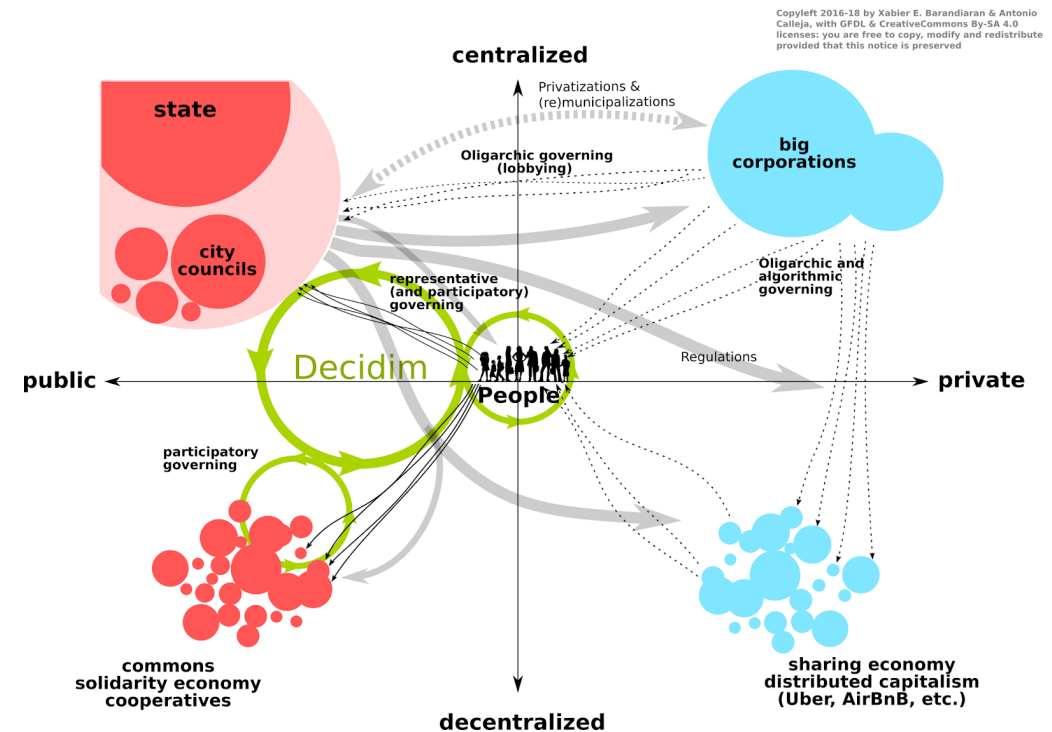 Copyleft 2016-18 by Xabier E. Barandiaran & Antonio
Calleja, with GFDL & CreativeCommons By-SA 4.0
licenses: you are free to copy, modify and redistribute
provided that this notice is preserved
centralized
Privatizations &
(re)municipalizations
state
big
corporations
Oligarchic governing
(lobbying)
city
councils
Oligarchic and
algorithmic
governing
representative
(and participatory)
governing
Decidim
Regulations
public
private
People
participatory
governing
commons
solidarity economy
cooperatives
sharing economy
distributed capitalism
(Uber, AirBnB, etc.)
decentralized